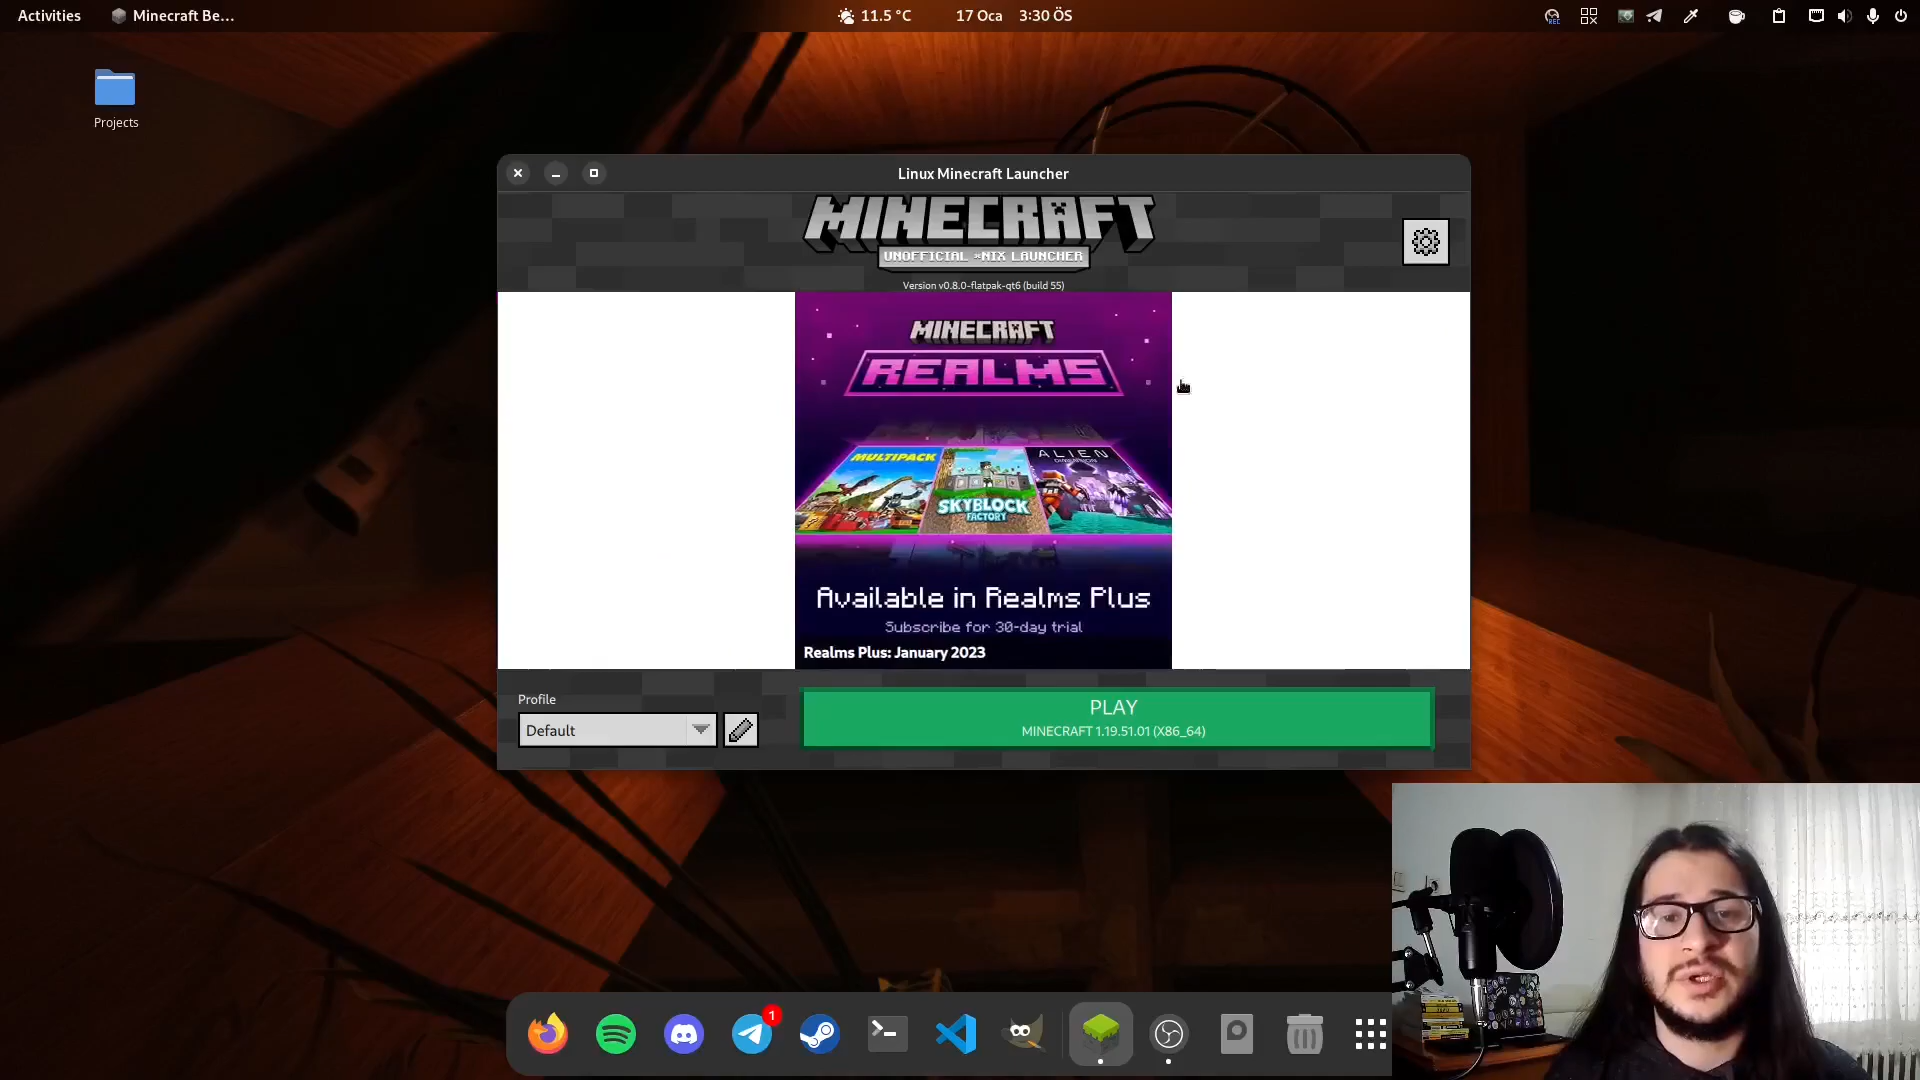 Activities
Minecraft Be...
11.5 °C
17 Oca 3:30 ÖS
REC
Projects
Linux Minecraft Launcher
MINECRAFT
UNOFFICIAL *NIX LAUNCHER
Version v0.8.0-flatpak-qt6 (build 55)
MINECRAFT
REALMS
MULTIPACK
SKYBLOCK
FACTORY
ALIEN
DIMENSION
Available in Realms Plus
Subscribe for 30-day trial
Realms Plus: January 2023
Profile
Default
PLAY
MINECRAFT 1.19.51.01 (X86_64)
1